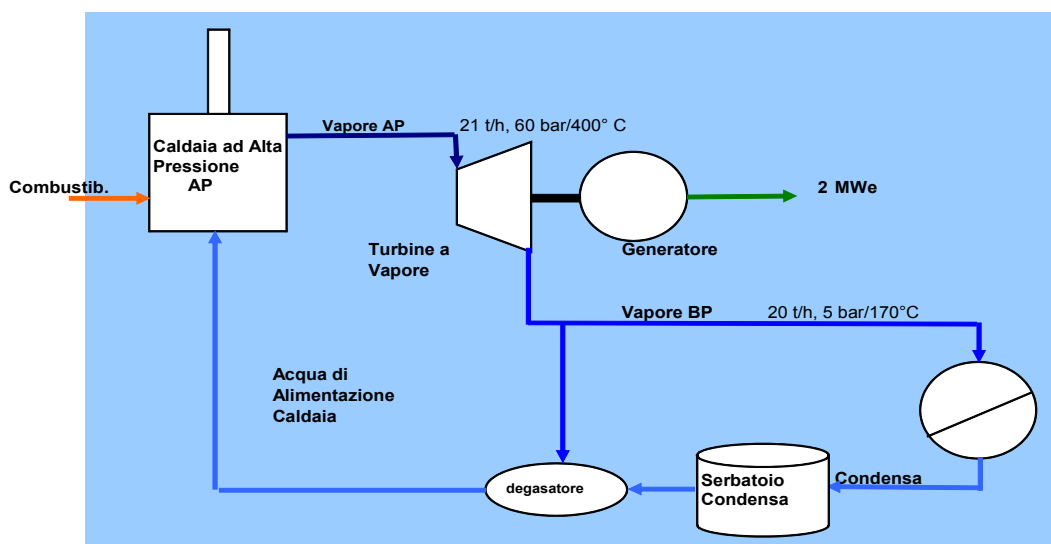 Vapore AP
21 t/h, 60 bar/400° C
Caldaia ad Alta
Pressione
AP
Combustib.
2 MWe
Turbine a
Vapore
Generatore
Vapore BP
20 t/h, 5 bar/170°C
Acqua di
Alimentazione
Caldaia
degasatore
Serbatoio
Condensa
Condensa